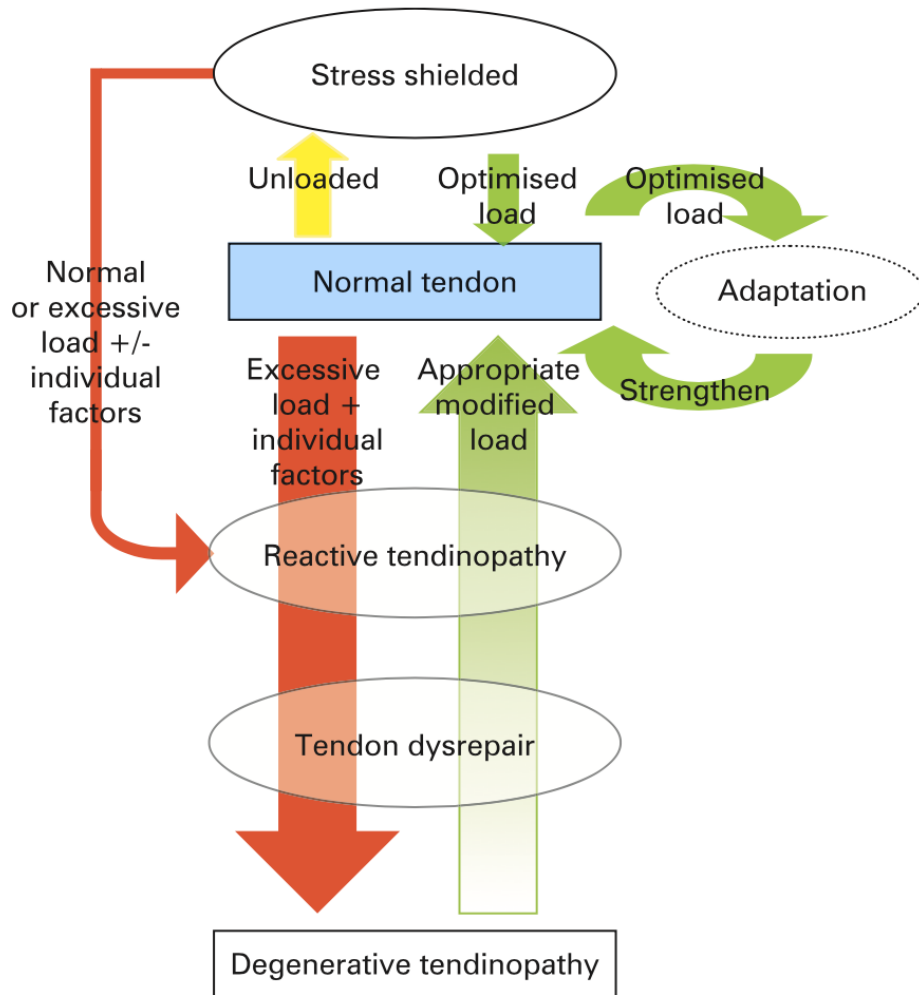 Stress shielded
Unloaded
Optimised
load
Optimised
load
Normal
or excessive
load +/-
individual
factors
Normal tendon
Adaptation
Excessive
load +
individual
factors
Appropriate
modified
load
Strengthen
Reactive tendinopathy
Tendon dysrepair
Degenerative tendinopathy